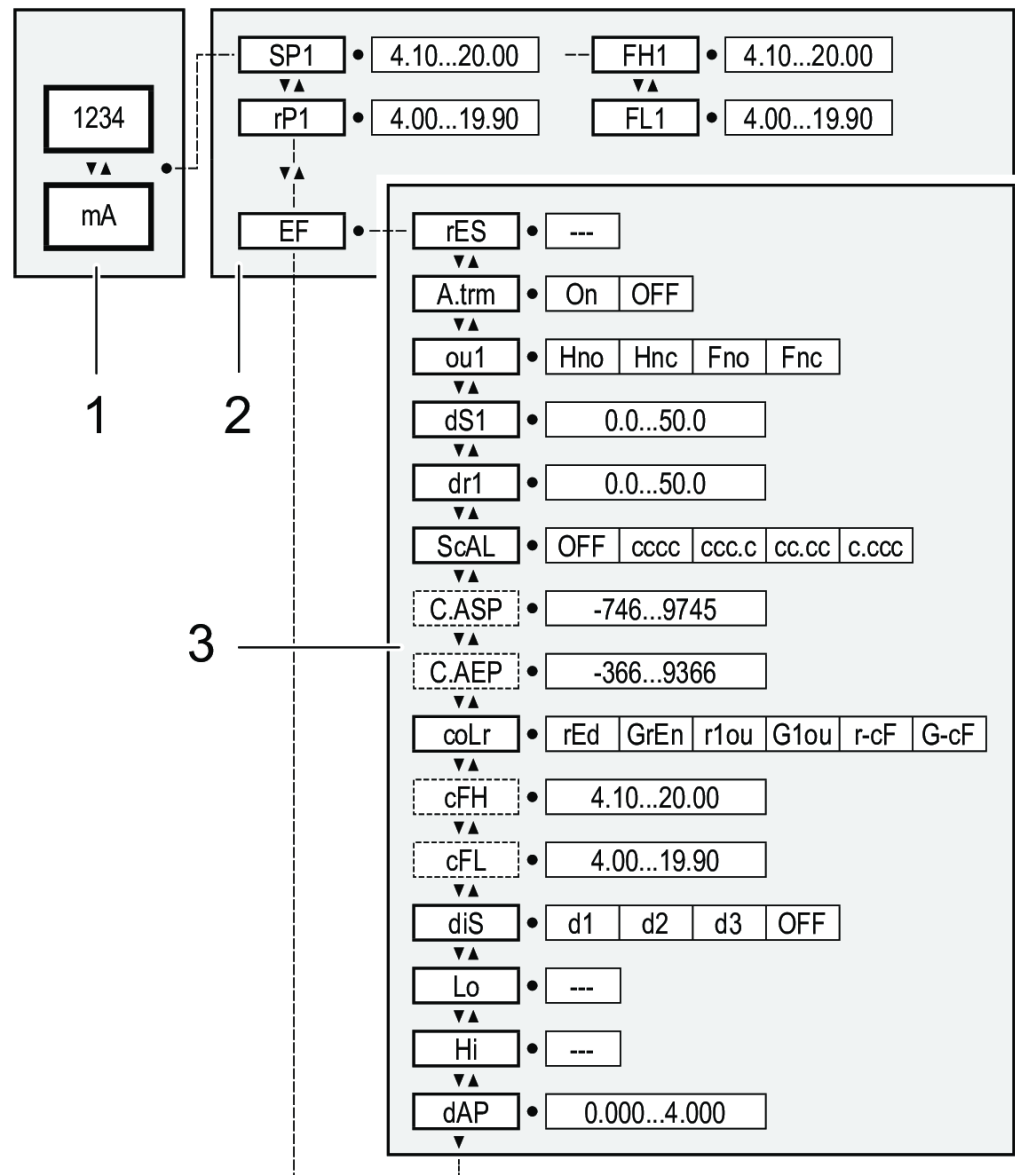 SP1 4.10...20.00 FH1 4.10...20.00
1234 rP1 4.00...19.90 FL1 4.00...19.90
mA EF rES ---
A.trm On OFF
ou1 Hno Hnc Fno Fnc
1 2 dS1 0.0...50.0
dr1 0.0...50.0
ScAL OFF cccc ccc.c cc.cc c.ccc
C.ASP -746...9745
3
C.AEP -366...9366
coLr rEd GrEn r1ou G1ou r-cF G-cF
cFH 4.10...20.00
cFL 4.00...19.90
diS d1 d2 d3 OFF
Lo ---
Hi ---
dAP 0.000...4.000